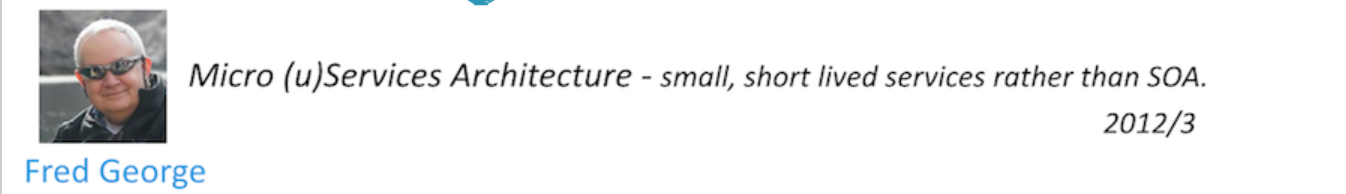 Micro (u)Services Architecture - small, short lived services rather than SOA.
2012/3
Fred George